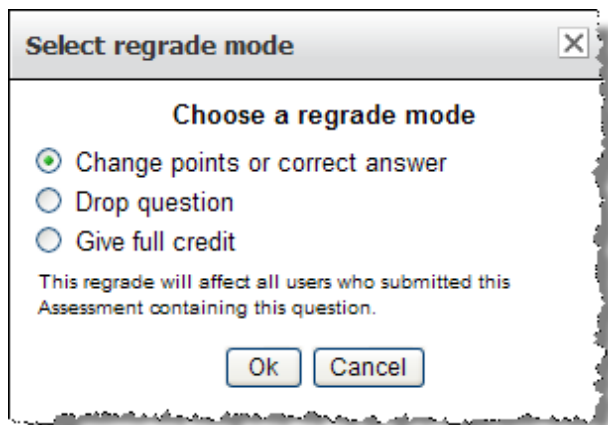 Select regrade mode
Choose a regrade mode
Change points or correct answer
Drop question
Give full credit
This regrade will affect all users who submitted this
Assessment containing this question.
Ok Cancel